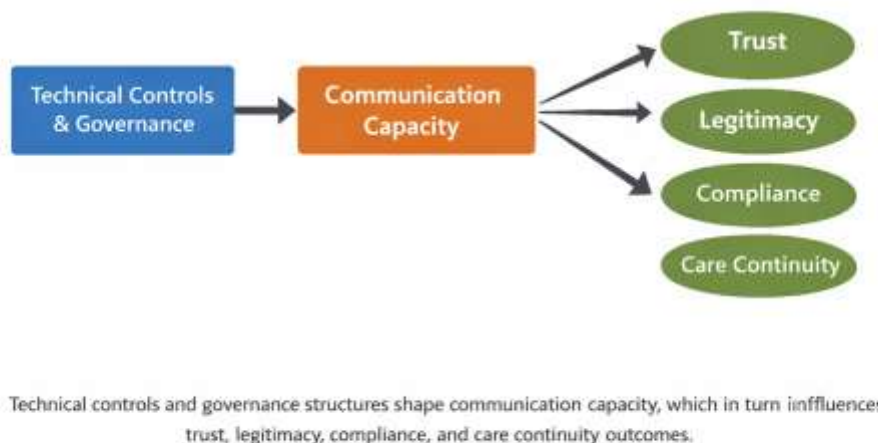 Technical Controls
& Governance
Communication
Capacity
Trust
Legitimacy
Compliance
Care Continuity
Technical controls and governance structures shape communication capacity, which in turn iinffluences
trust, legitimacy, compliance, and care continuity outcomes.